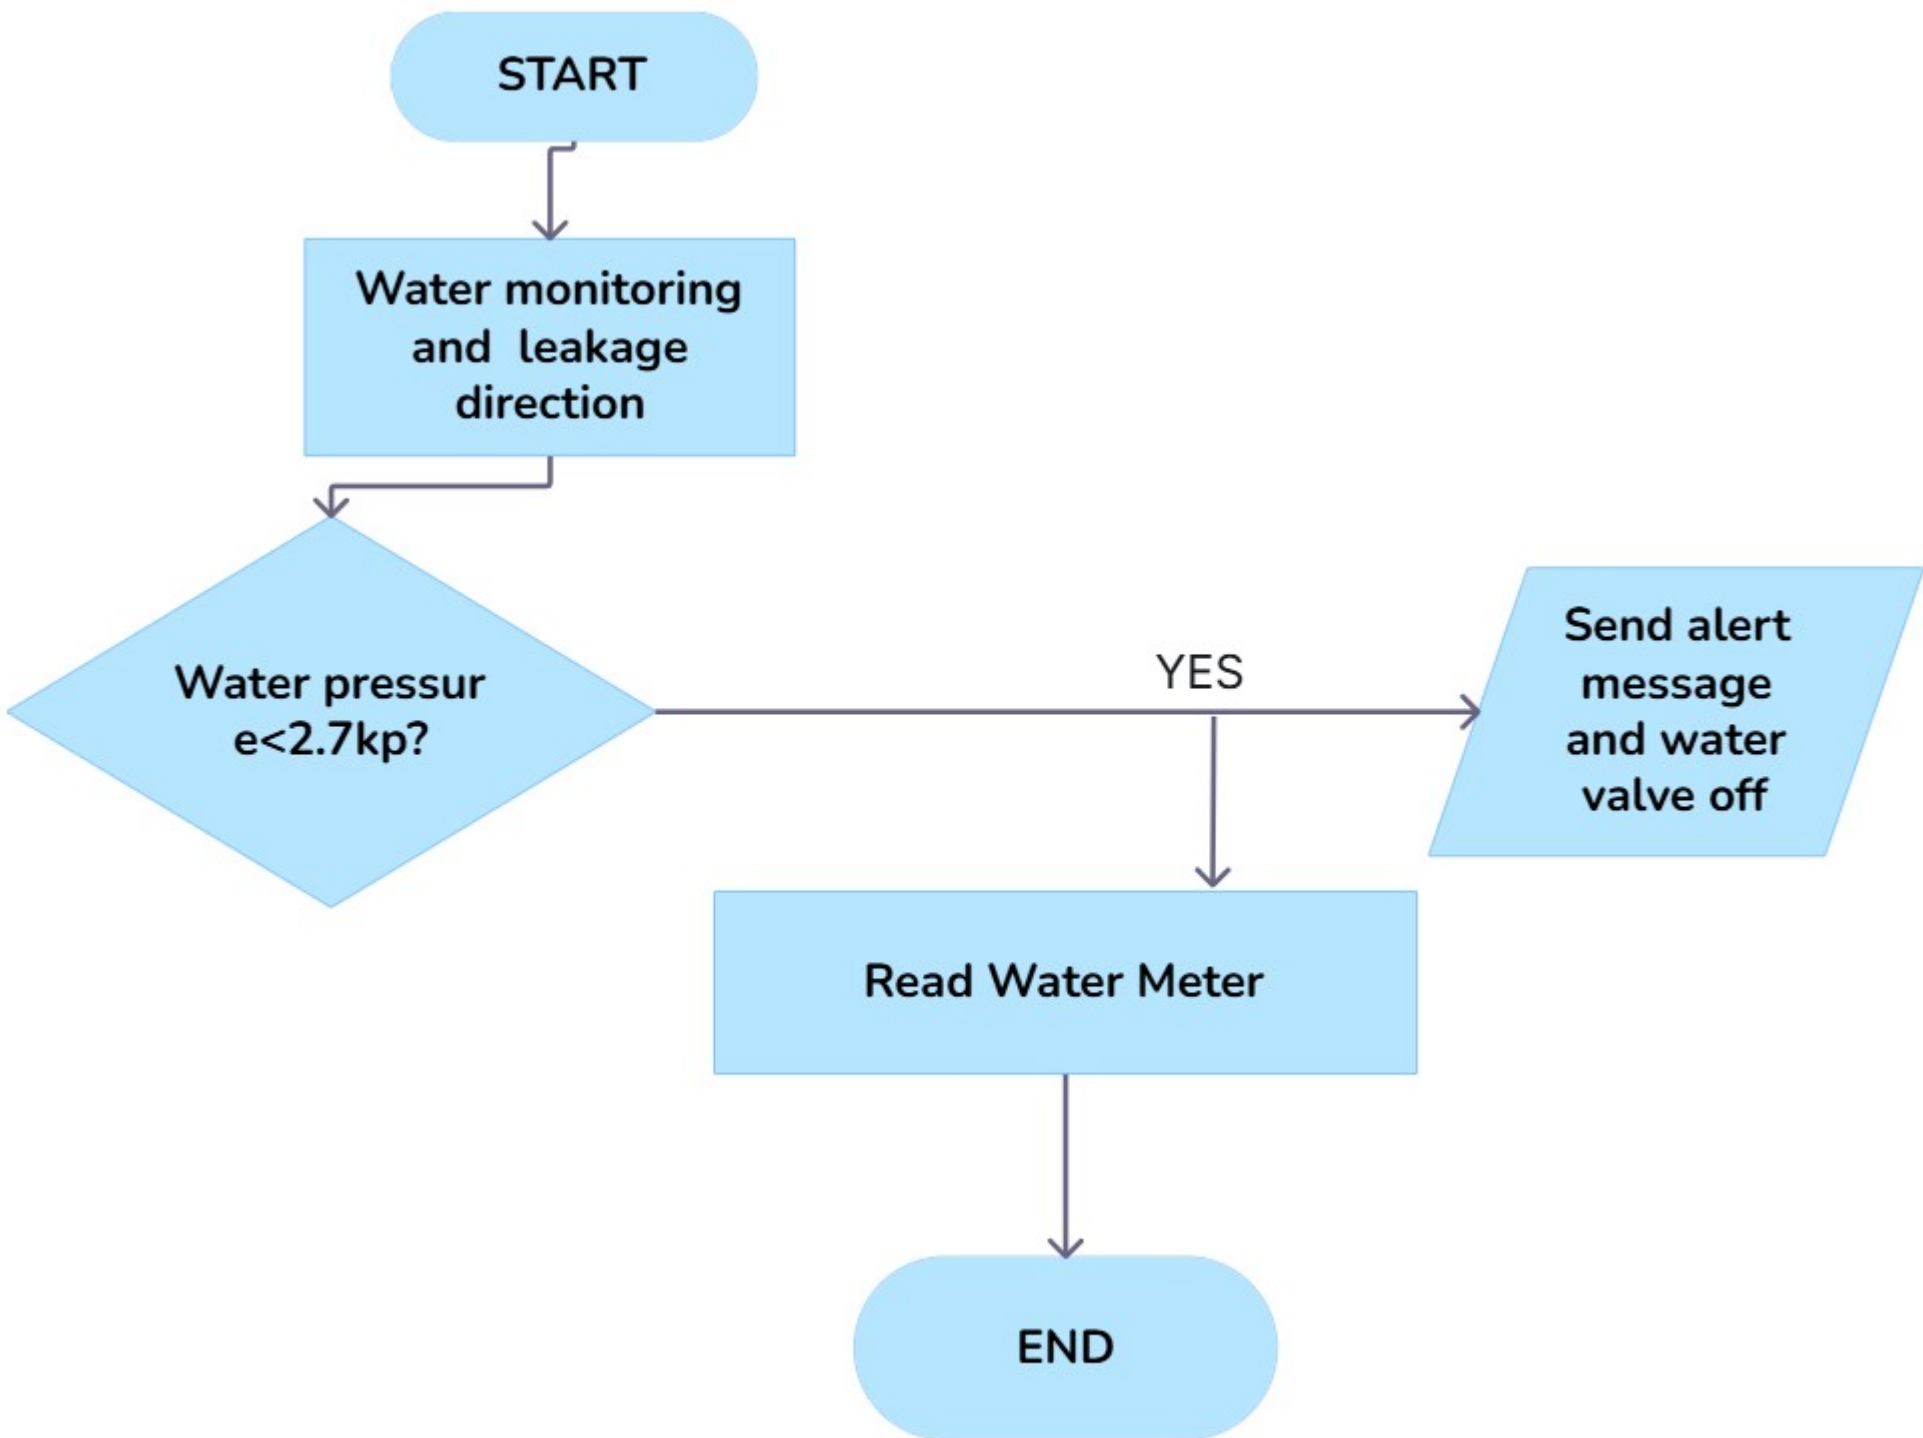 START
Water monitoring
and leakage
direction
Water pressur
e<2.7kp?
YES
Send alert
message
and water
valve off
Read Water Meter
END